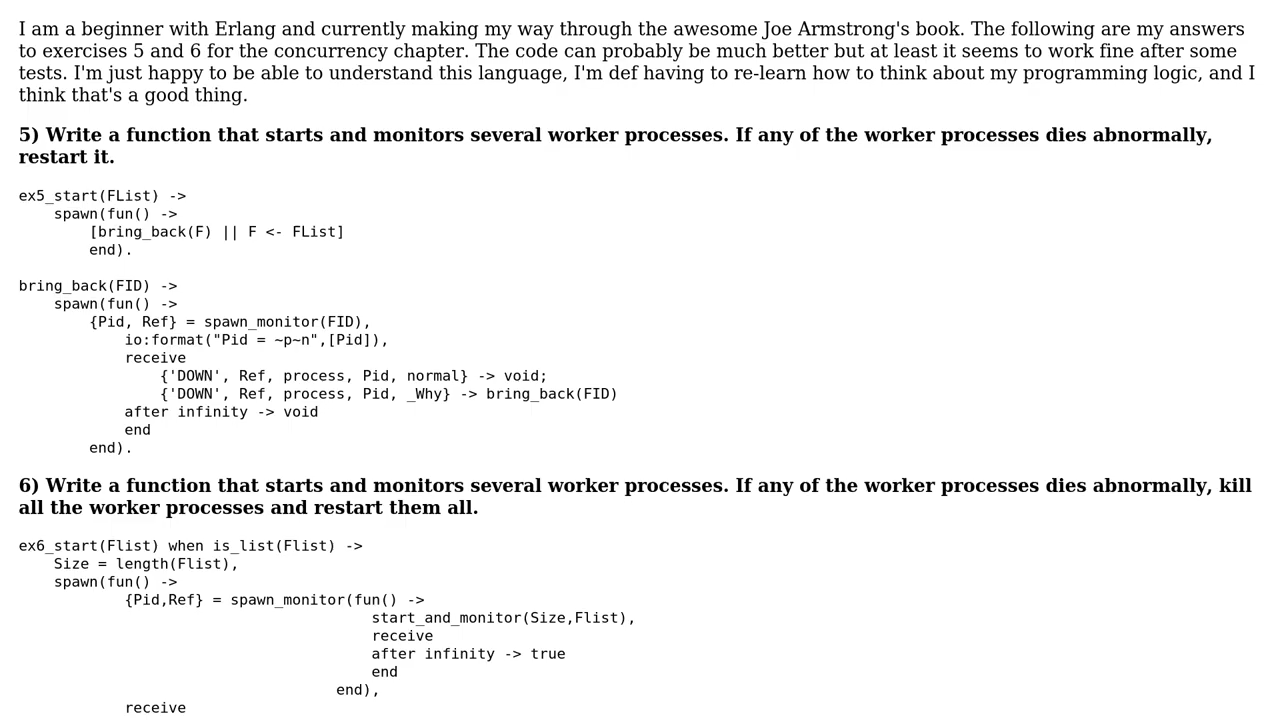 I am a beginner with Erlang and currently making my way through the awesome Joe Armstrong's book. The following are my answers
to exercises 5 and 6 for the concurrency chapter. The code can probably be much better but at least it seems to work fine after some
tests. I'm just happy to be able to understand this language, I'm def having to re-learn how to think about my programming logic, and I
think that's a good thing.
5) Write a function that starts and monitors several worker processes. If any of the worker processes dies abnormally,
restart it.
ex5_start(FList) ->
    spawn(fun() ->
        [bring_back(F) || F <- FList]
        end).
bring_back(FID) ->
    spawn(fun() ->
        {Pid, Ref} = spawn_monitor(FID),
            io:format("Pid = ~p~n",[Pid]),
            receive
                {'DOWN', Ref, process, Pid, normal} -> void;
                {'DOWN', Ref, process, Pid, _Why} -> bring_back(FID)
            after infinity -> void
            end
        end).
6) Write a function that starts and monitors several worker processes. If any of the worker processes dies abnormally, kill
all the worker processes and restart them all.
ex6_start(Flist) when is_list(Flist) ->
    Size = length(Flist),
    spawn(fun() ->
            {Pid,Ref} = spawn_monitor(fun() ->
                                        start_and_monitor(Size,Flist),
                                        receive
                                        after infinity -> true
                                        end
                                    end),
            receive